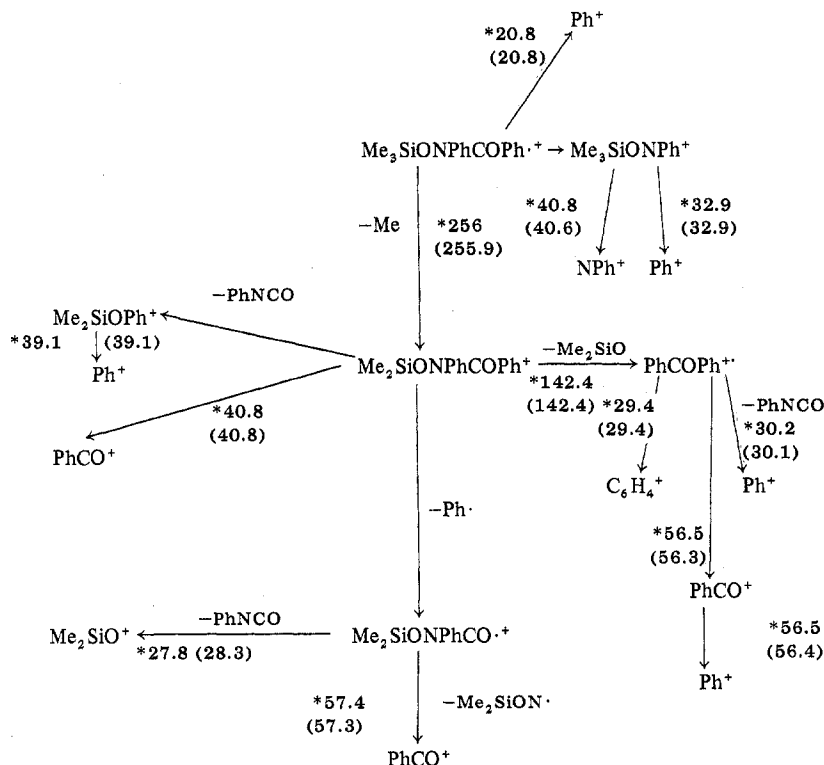 Ph⁺
*20.8
(20.8)
Me₃SiONPhCOPh·⁺ → Me₃SiONPh⁺
–Me
*256
(255.9)
*40.8
(40.6)
*32.9
(32.9)
NPh⁺
Ph⁺
–PhNCO
Me₂SiOPh⁺
*39.1
(39.1)
Ph⁺
Me₂SiONPhCOPh⁺
–Me₂SiO
PhCOPh⁺·
*142.4
(142.4)
*40.8
(40.8)
PhCO⁺
*29.4
(29.4)
–PhNCO
*30.2
(30.1)
C₆H₄⁺
Ph⁺
–Ph·
*56.5
(56.3)
PhCO⁺
–PhNCO
Me₂SiO⁺
*27.8 (28.3)
Me₂SiONPhCO·⁺
*56.5
(56.4)
Ph⁺
*57.4
(57.3)
–Me₂SiON·
PhCO⁺